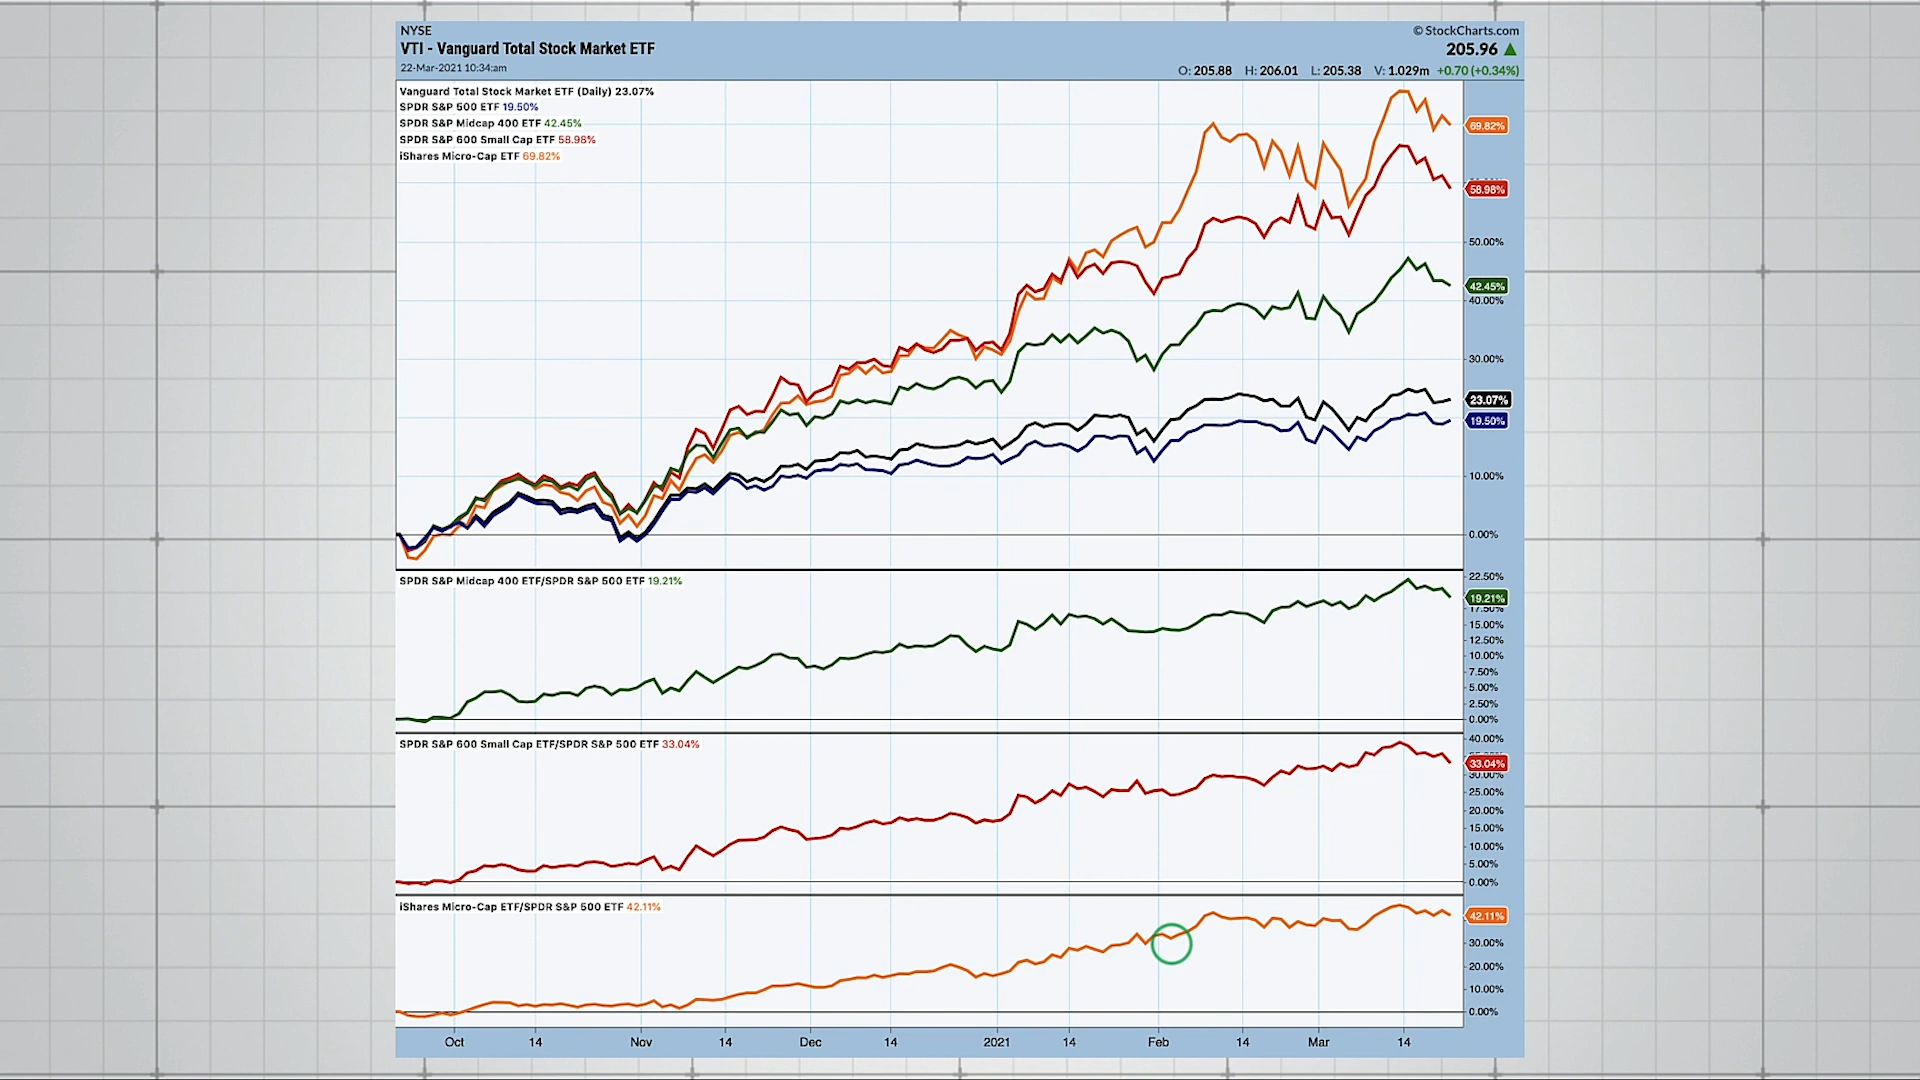 NYSE
© StockCharts.com
VTI - Vanguard Total Stock Market ETF
205.96
22-Mar-2021 10:34:am
O: 205.88 H: 206.01 L: 205.38 V: 1.029m +0.70 (+0.34%)
Vanguard Total Stock Market ETF (Daily) 23.07%
SPDR S&P 500 ETF 19.50%
SPDR S&P Midcap 400 ETF 42.45%
SPDR S&P 600 Small Cap ETF 58.98%
iShares Micro-Cap ETF 69.82%
69.82%
58.98%
50.00%
42.45%
40.00%
30.00%
23.07%
19.50%
10.00%
0.00%
SPDR S&P Midcap 400 ETF/SPDR S&P 500 ETF 19.21%
22.50%
19.21%
17.50%
15.00%
12.50%
10.00%
7.50%
5.00%
2.50%
0.00%
SPDR S&P 600 Small Cap ETF/SPDR S&P 500 ETF 33.04%
40.00%
33.04%
30.00%
25.00%
20.00%
15.00%
10.00%
5.00%
0.00%
iShares Micro-Cap ETF/SPDR S&P 500 ETF 42.11%
42.11%
30.00%
20.00%
10.00%
0.00%
Oct 14 Nov 14 Dec 14 2021 14 Feb 14 Mar 14